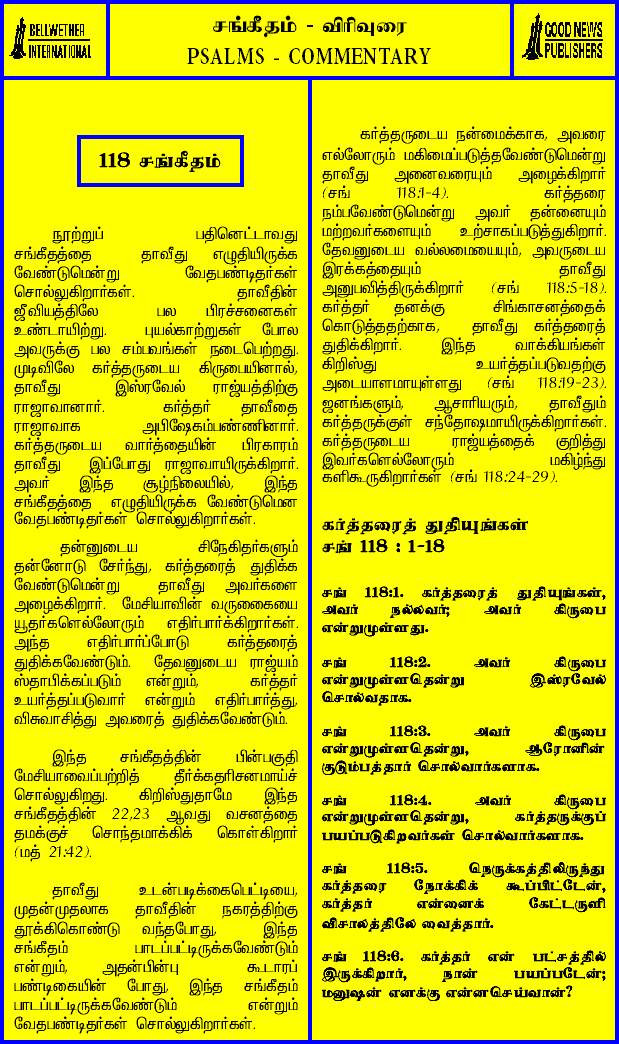 BELLWETHER
INTERNATIONAL
சங்கீதம் - விரிவுரை
PSALMS - COMMENTARY
GOOD NEWS
PUBLISHERS
118 சங்கீதம்
நூற்றுப் பதினெட்டாவது
சங்கீதத்தை தாவீது எழுதியிருக்க
வேண்டுமென்று வேதபண்டிதர்கள்
சொல்லுகிறார்கள். தாவீதின்
ஜீவியத்திலே பல பிரச்சனைகள்
உண்டாயிற்று. புயல்காற்றுகள் போல
அவருக்கு பல சம்பவங்கள் நடைபெற்றது.
முடிவிலே கர்த்தருடைய கிருபையினால்,
தாவீது இஸ்ரவேல் ராஜ்யத்திற்கு
ராஜாவானார். கர்த்தர் தாவீதை
ராஜாவாக அபிஷேகம்பண்ணினார்.
கர்த்தருடைய வார்த்தையின் பிரகாரம்
தாவீது இப்போது ராஜாவாயிருக்கிறார்.
அவர் இந்த சூழ்நிலையில், இந்த
சங்கீதத்தை எழுதியிருக்க வேண்டுமென
வேதபண்டிதர்கள் சொல்லுகிறார்கள்.
தன்னுடைய சிநேகிதர்களும்
தன்னோடு சேர்ந்து, கர்த்தரைத் துதிக்க
வேண்டுமென்று தாவீது அவர்களை
அழைக்கிறார். மேசியாவின் வருகையை
யூதர்களெல்லோரும் எதிர்பார்க்கிறார்கள்.
அந்த எதிர்பார்ப்போடு கர்த்தரைத்
துதிக்கவேண்டும். தேவனுடைய ராஜ்யம்
ஸ்தாபிக்கப்படும் என்றும், கர்த்தர்
உயர்த்தப்படுவார் என்றும் எதிர்பார்த்து,
விசுவாசித்து அவரைத் துதிக்கவேண்டும்.
இந்த சங்கீதத்தின் பின்பகுதி
மேசியாவைப்பற்றித் தீர்க்கதரிசனமாய்ச்
சொல்லுகிறது. கிறிஸ்துதாமே இந்த
சங்கீதத்தின் 22,23 ஆவது வசனத்தை
தமக்குச் சொந்தமாக்கிக் கொள்கிறார்
(மத் 21:42).
தாவீது உடன்படிக்கைபெட்டியை,
முதன்முதலாக தாவீதின் நகரத்திற்கு
தூக்கிகொண்டு வந்தபோது, இந்த
சங்கீதம் பாடப்பட்டிருக்கவேண்டும்
என்றும், அதன்பின்பு கூடாரப்
பண்டிகையின் போது, இந்த சங்கீதம்
பாடப்பட்டிருக்கவேண்டும் என்றும்
வேதபண்டிதர்கள் சொல்லுகிறார்கள்.
கர்த்தருடைய நன்மைக்காக, அவரை
எல்லோரும் மகிமைப்படுத்தவேண்டுமென்று
தாவீது அனைவரையும் அழைக்கிறார்
(சங் 118:1-4). கர்த்தரை
நம்பவேண்டுமென்று அவர் தன்னையும்
மற்றவர்களையும் உற்சாகப்படுத்துகிறார்.
தேவனுடைய வல்லமையையும், அவருடைய
இரக்கத்தையும் தாவீது
அனுபவித்திருக்கிறார் (சங் 118:5-18).
கர்த்தர் தனக்கு சிங்காசனத்தைக்
கொடுத்ததற்காக, தாவீது கர்த்தரைத்
துதிக்கிறார். இந்த வாக்கியங்கள்
கிறிஸ்து உயர்த்தப்படுவதற்கு
அடையாளமாயுள்ளது (சங் 118:19-23).
ஜனங்களும், ஆசாரியரும், தாவீதும்
கர்த்தருக்குள் சந்தோஷமாயிருக்கிறார்கள்.
கர்த்தருடைய ராஜ்யத்தைக் குறித்து
இவர்களெல்லோரும் மகிழ்ந்து
களிகூருகிறார்கள் (சங் 118:24-29).
கர்த்தரைத் துதியுங்கள்
சங் 118 : 1-18
சங் 118:1. கர்த்தரைத் துதியுங்கள்,
அவர் நல்லவர்; அவர் கிருபை
என்றுமுள்ளது.
சங் 118:2. அவர் கிருபை
என்றுமுள்ளதென்று இஸ்ரவேல்
சொல்வதாக.
சங் 118:3. அவர் கிருபை
என்றுமுள்ளதென்று, ஆரோனின்
குடும்பத்தார் சொல்வார்களாக.
சங் 118:4. அவர் கிருபை
என்றுமுள்ளதென்று, கர்த்தருக்குப்
பயப்படுகிறவர்கள் சொல்வார்களாக.
சங் 118:5. நெருக்கத்திலிருந்து
கர்த்தரை நோக்கிக் கூப்பிட்டேன்,
கர்த்தர் என்னைக் கேட்டருளி
விசாலத்திலே வைத்தார்.
சங் 118:6. கர்த்தர் என் பட்சத்தில்
இருக்கிறார், நான் பயப்படேன்;
மனுஷன் எனக்கு என்னசெய்வான்?